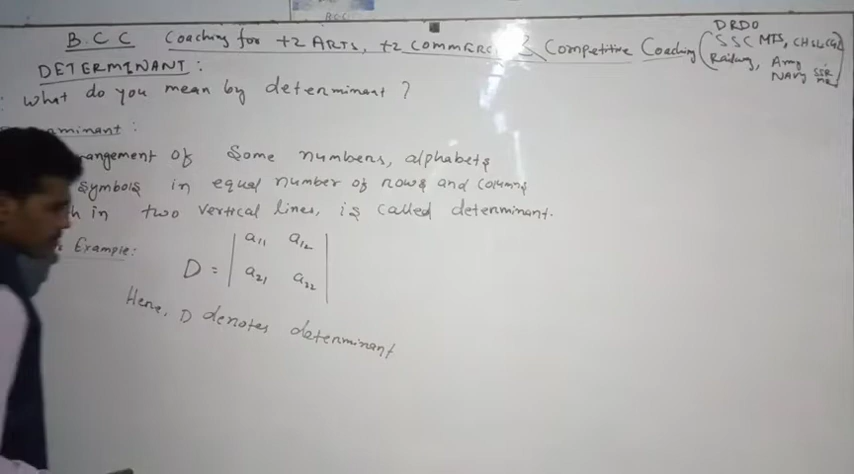 BCC
B.C.C Coaching for +2 ARTS, +2 COMMERC & Competitive Coaching (
DRDO
SSC MTS, CHSL, CGL
Railway, Army
NAVY SSR
DETERMINANT:
What do you mean by determinant?
minant:
rangement of Some numbers, alphabets
Symbols in equal number of rows and columns
in two vertical lines, is called determinant.
Example:
D = | a11 a12
a21 a22 |
Here, D denotes determinant